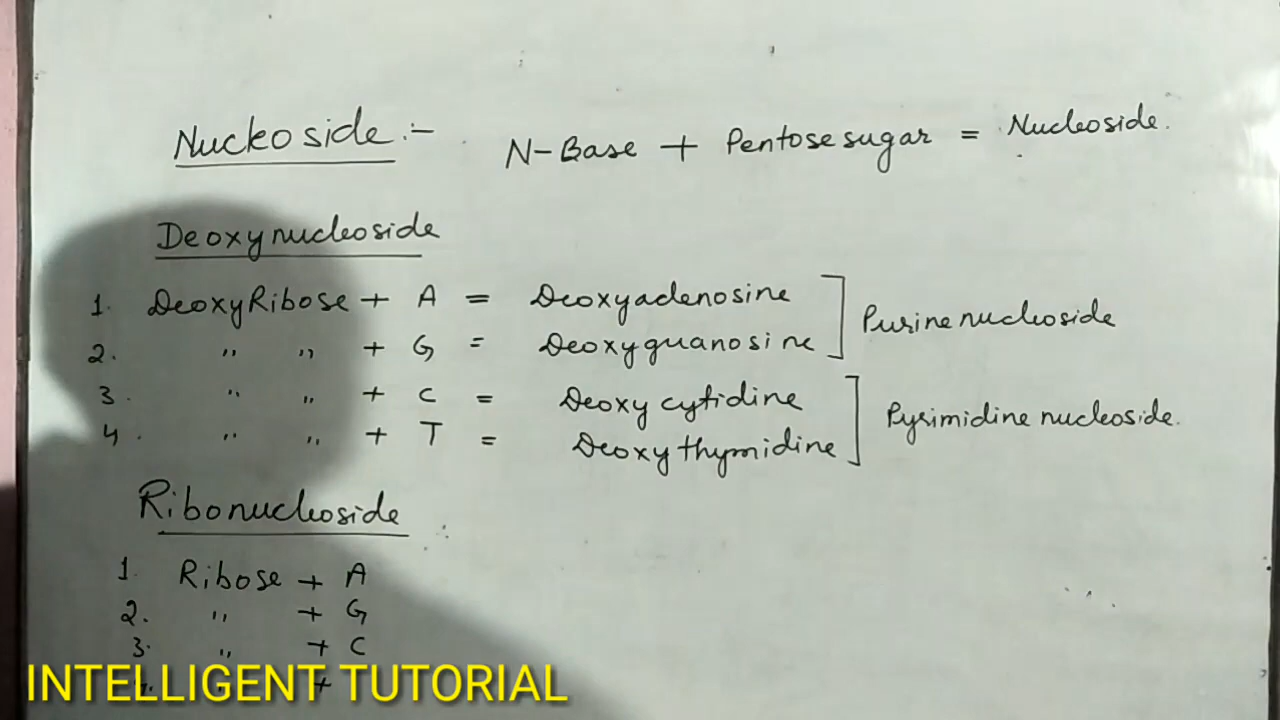 Nucleoside :- N-Base + Pentose sugar = Nucleoside.
Deoxynucleoside
1. DeoxyRibose + A = Deoxyadenosine
2. " " + G = Deoxyguanosine
Purine nucleoside
3. " " + C = Deoxy cytidine
4. " " + T = Deoxy thymidine
Pyrimidine nucleoside.
Ribonucleoside
1. Ribose + A
2. " + G
3. " + C
4. " +
INTELLIGENT TUTORIAL